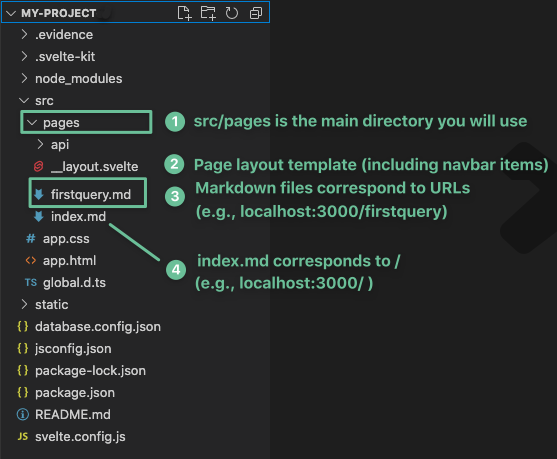 MY-PROJECT
.evidence
.svelte-kit
node_modules
src
pages
1 src/pages is the main directory you will use
api
__layout.svelte
2 Page layout template (including navbar items)
firstquery.md
3 Markdown files correspond to URLs
(e.g., localhost:3000/firstquery)
index.md
# app.css
<> app.html
4 index.md corresponds to /
(e.g., localhost:3000/ )
TS global.d.ts
static
{} database.config.json
{} jsconfig.json
{} package-lock.json
{} package.json
README.md
JS svelte.config.js